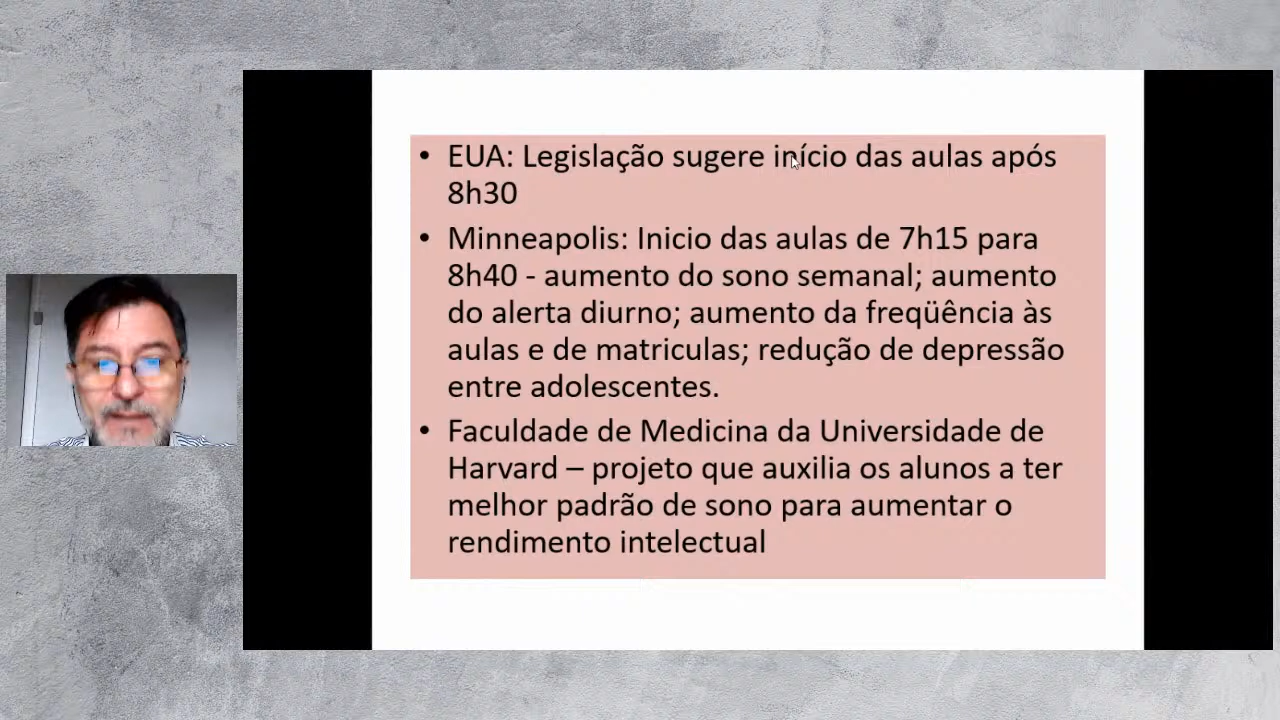 • EUA: Legislação sugere início das aulas após
8h30
• Minneapolis: Inicio das aulas de 7h15 para
8h40 - aumento do sono semanal; aumento
do alerta diurno; aumento da freqüência às
aulas e de matriculas; redução de depressão
entre adolescentes.
• Faculdade de Medicina da Universidade de
Harvard – projeto que auxilia os alunos a ter
melhor padrão de sono para aumentar o
rendimento intelectual